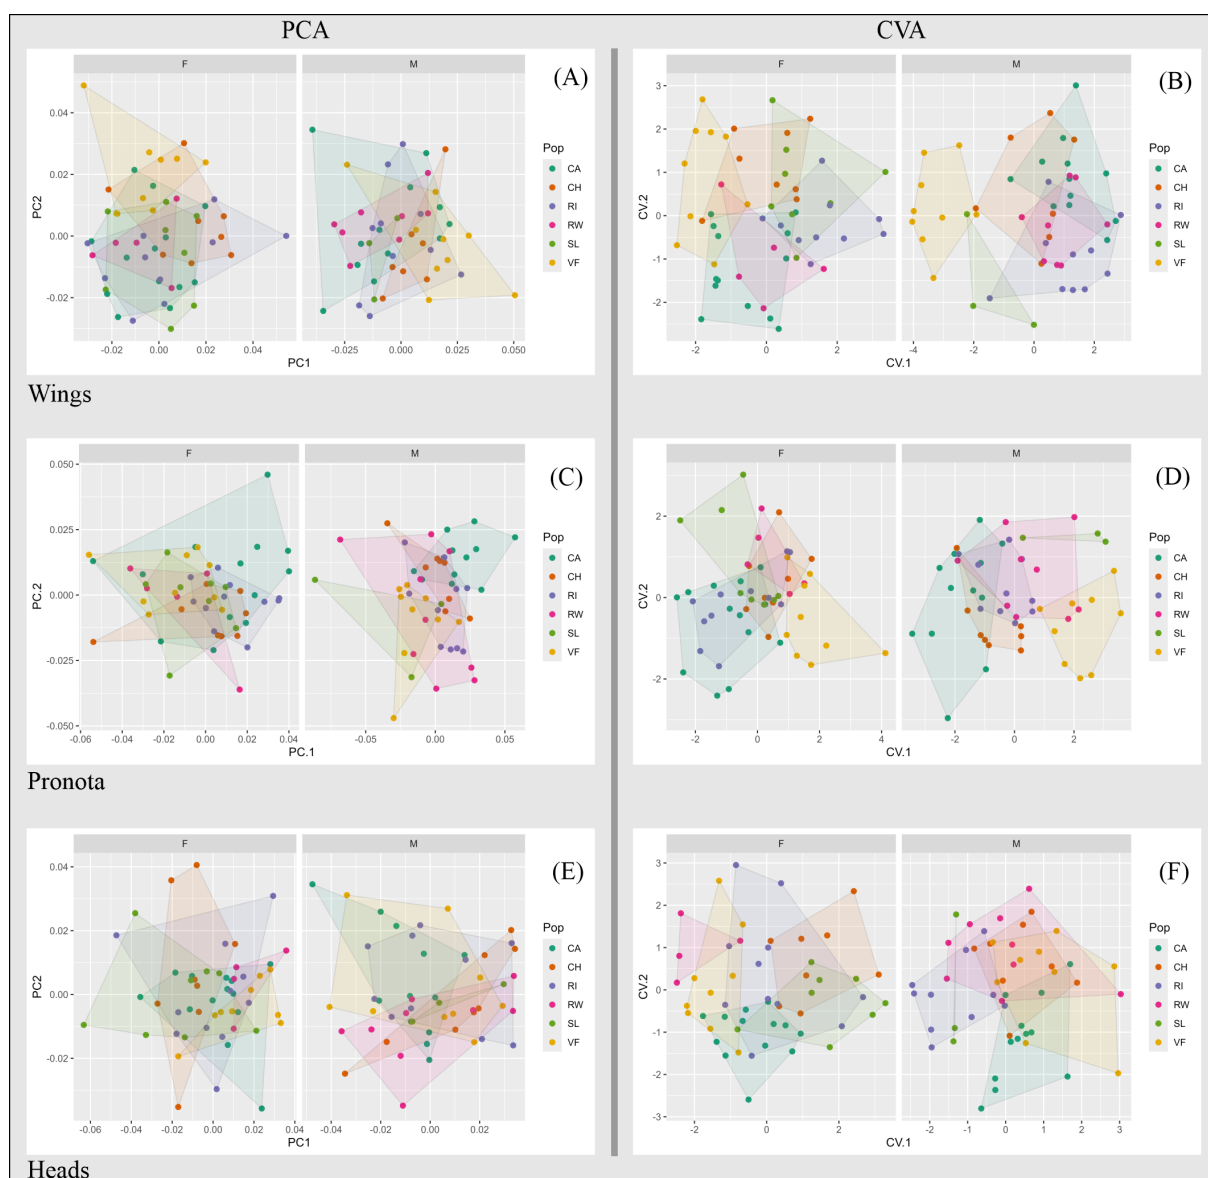 PCA
CVA
F
M
(A)
0.04
0.02
0.00
-0.02
PC2
-0.02
0.00
0.02
0.04
-0.025
0.000
0.025
0.050
PC1
Pop
CA
CH
RI
RW
SL
VF
F
M
(B)
3
2
1
0
-1
-2
CV.2
-2
0
2
-4
-2
0
2
CV.1
Pop
CA
CH
RI
RW
SL
VF
Wings
F
M
(C)
0.050
0.025
0.000
-0.025
-0.050
PC.2
-0.06
-0.04
-0.02
0.00
0.02
0.04
-0.05
0.00
0.05
PC.1
Pop
CA
CH
RI
RW
SL
VF
F
M
(D)
2
0
-2
CV.2
-2
0
2
4
-2
0
2
CV.1
Pop
CA
CH
RI
RW
SL
VF
Pronota
F
M
(E)
0.04
0.02
0.00
-0.02
PC2
-0.06
-0.04
-0.02
0.00
0.02
0.04
-0.04
-0.02
0.00
0.02
PC1
Pop
CA
CH
RI
RW
SL
VF
F
M
(F)
3
2
1
0
-1
-2
-3
CV.2
-2
0
2
-2
-1
0
1
2
3
CV.1
Pop
CA
CH
RI
RW
SL
VF
Heads